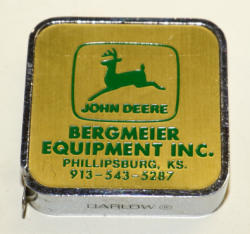 JOHN DEERE
BERGMEIER
EQUIPMENT INC.
PHILLIPSBURG, KS.
913-543-5287
BARLOW ®